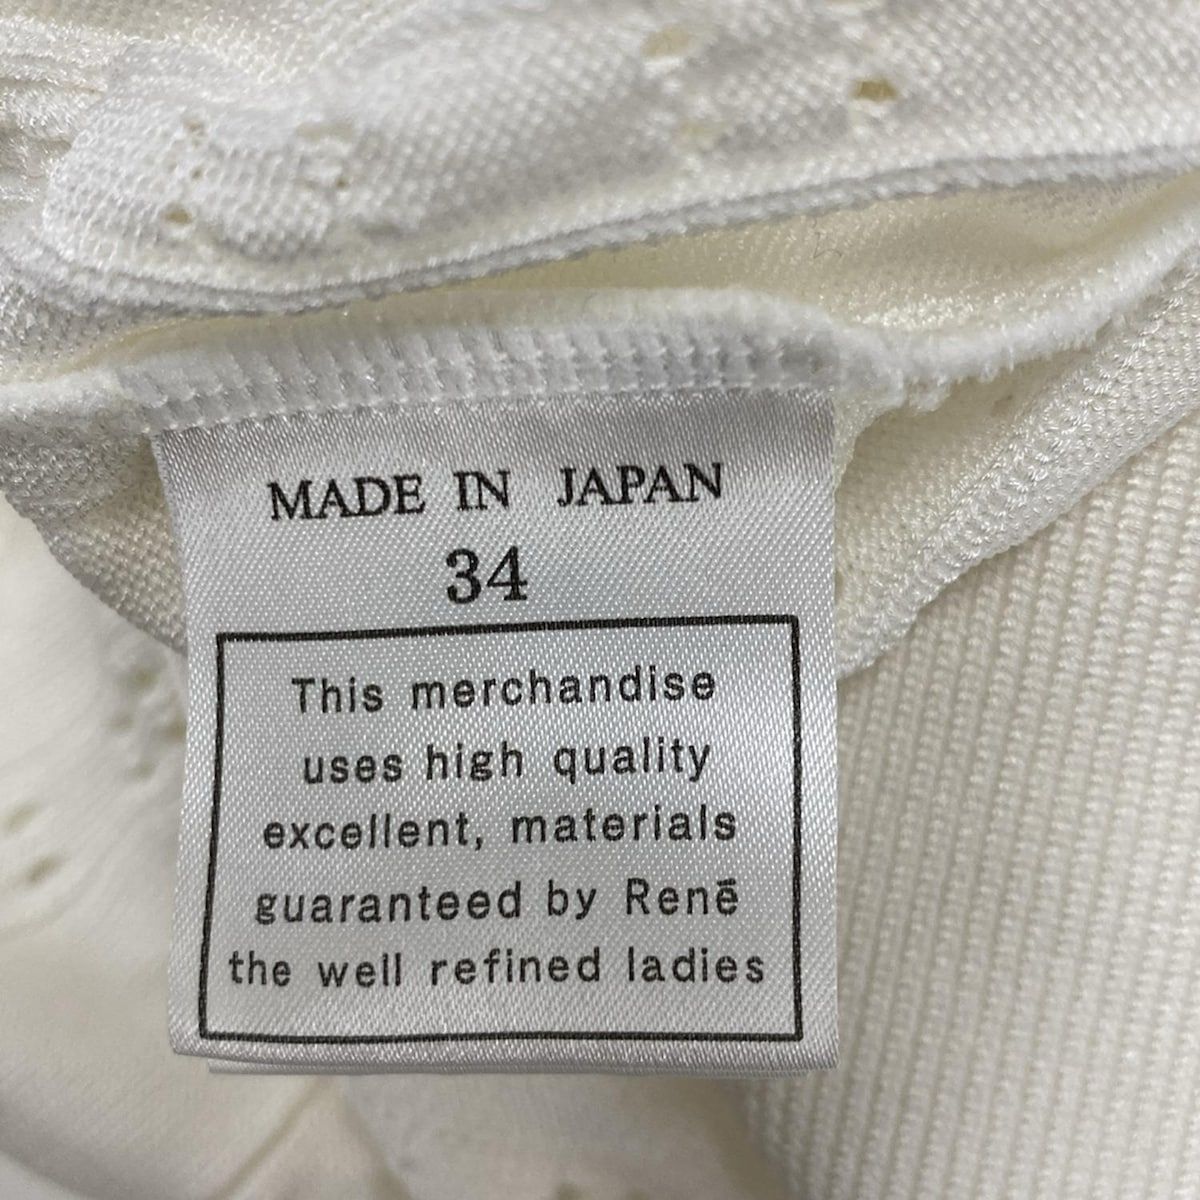 MADE IN JAPAN
34
This merchandise
uses high quality
excellent, materials
guaranteed by Renē
the well refined ladies